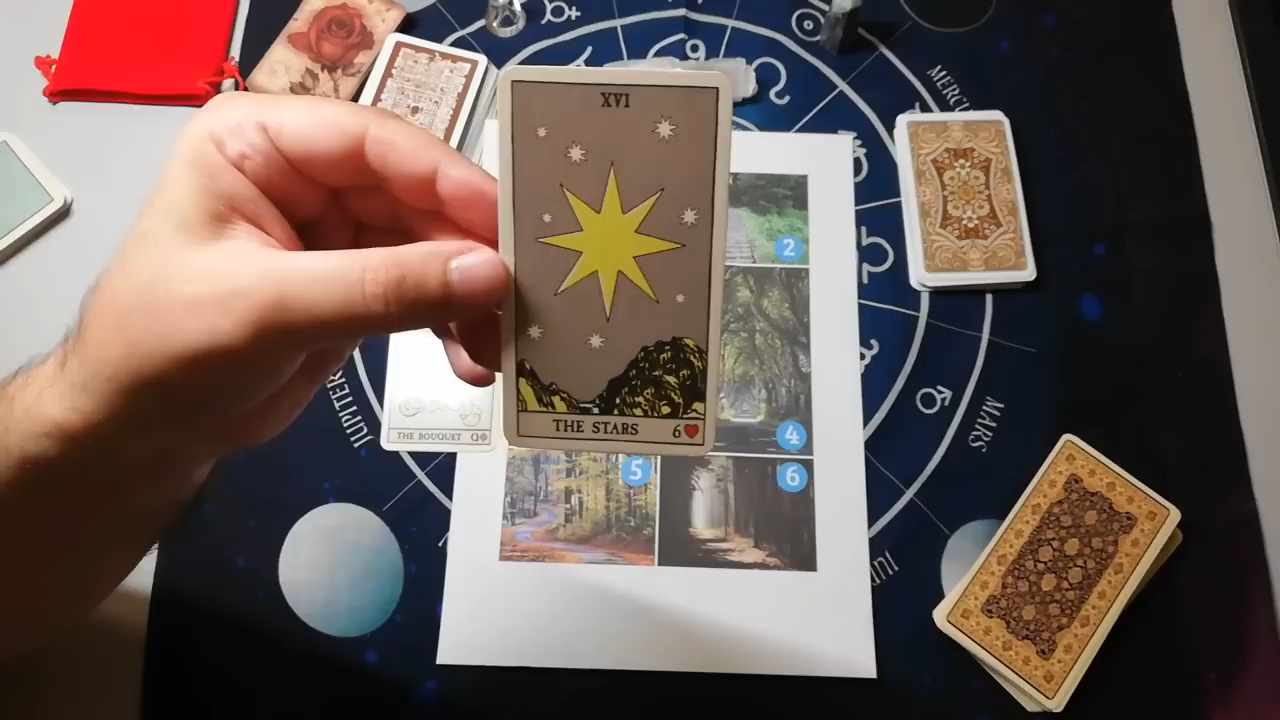 XVI
THE STARS 6
THE BOUQUET Q
2
4
5
6
MERCU
MARS
JUPITER